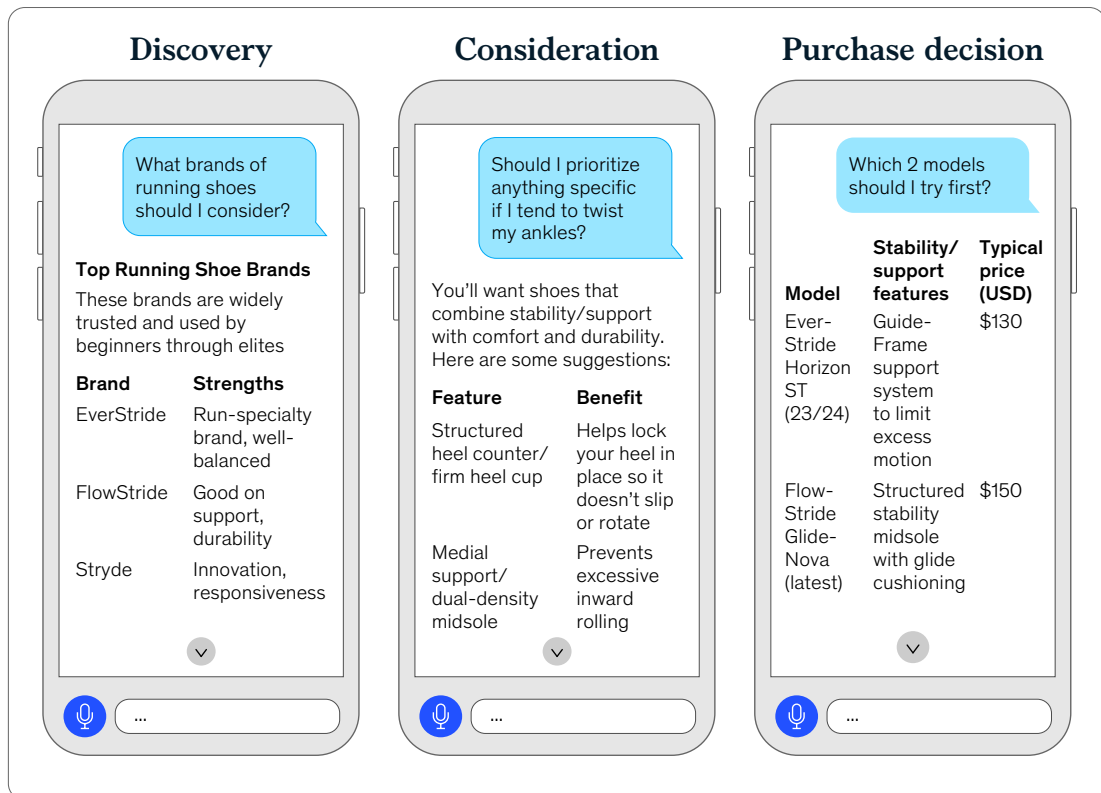 Discovery
What brands of
running shoes
should I consider?
Top Running Shoe Brands
These brands are widely
trusted and used by
beginners through elites
Brand Strengths
EverStride Run-specialty
brand, well-
balanced
FlowStride Good on
support,
durability
Stryde Innovation,
responsiveness
...
Consideration
Should I prioritize
anything specific
if I tend to twist
my ankles?
You'll want shoes that
combine stability/support
with comfort and durability.
Here are some suggestions:
Feature Benefit
Structured Helps lock
heel counter/ your heel in
firm heel cup place so it
doesn't slip
or rotate
Medial Prevents
support/ excessive
dual-density inward
midsole rolling
...
Purchase decision
Which 2 models
should I try first?
Stability/ Typical
support price
Model features (USD)
Ever- Guide- $130
Stride Frame
Horizon support
ST system
(23/24) to limit
excess
motion
Flow- Structured $150
Stride stability
Glide- midsole
Nova with glide
(latest) cushioning
...